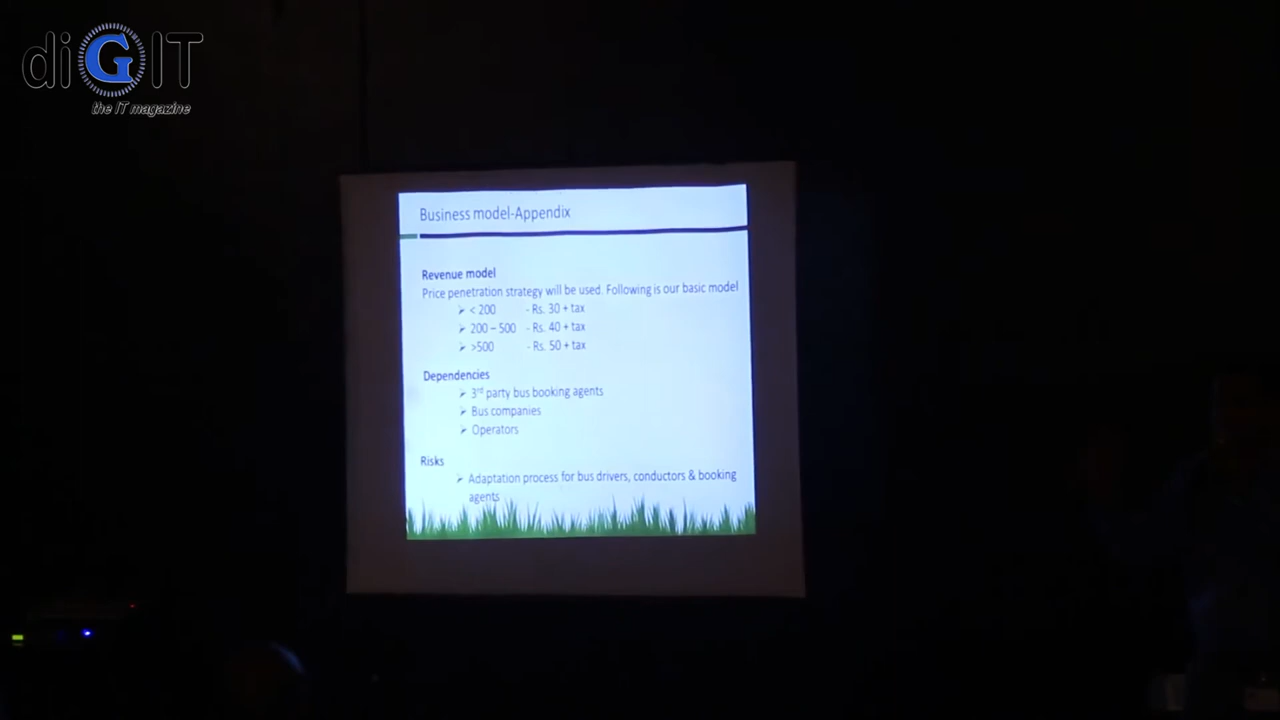 diGIT
the IT magazine
Business model-Appendix
Revenue model
Price penetration strategy will be used. Following is our basic model
➢ < 200 - Rs. 30 + tax
➢ 200 – 500 - Rs. 40 + tax
➢ >500 - Rs. 50 + tax
Dependencies
➢ 3rd party bus booking agents
➢ Bus companies
➢ Operators
Risks
➢ Adaptation process for bus drivers, conductors & booking
agents